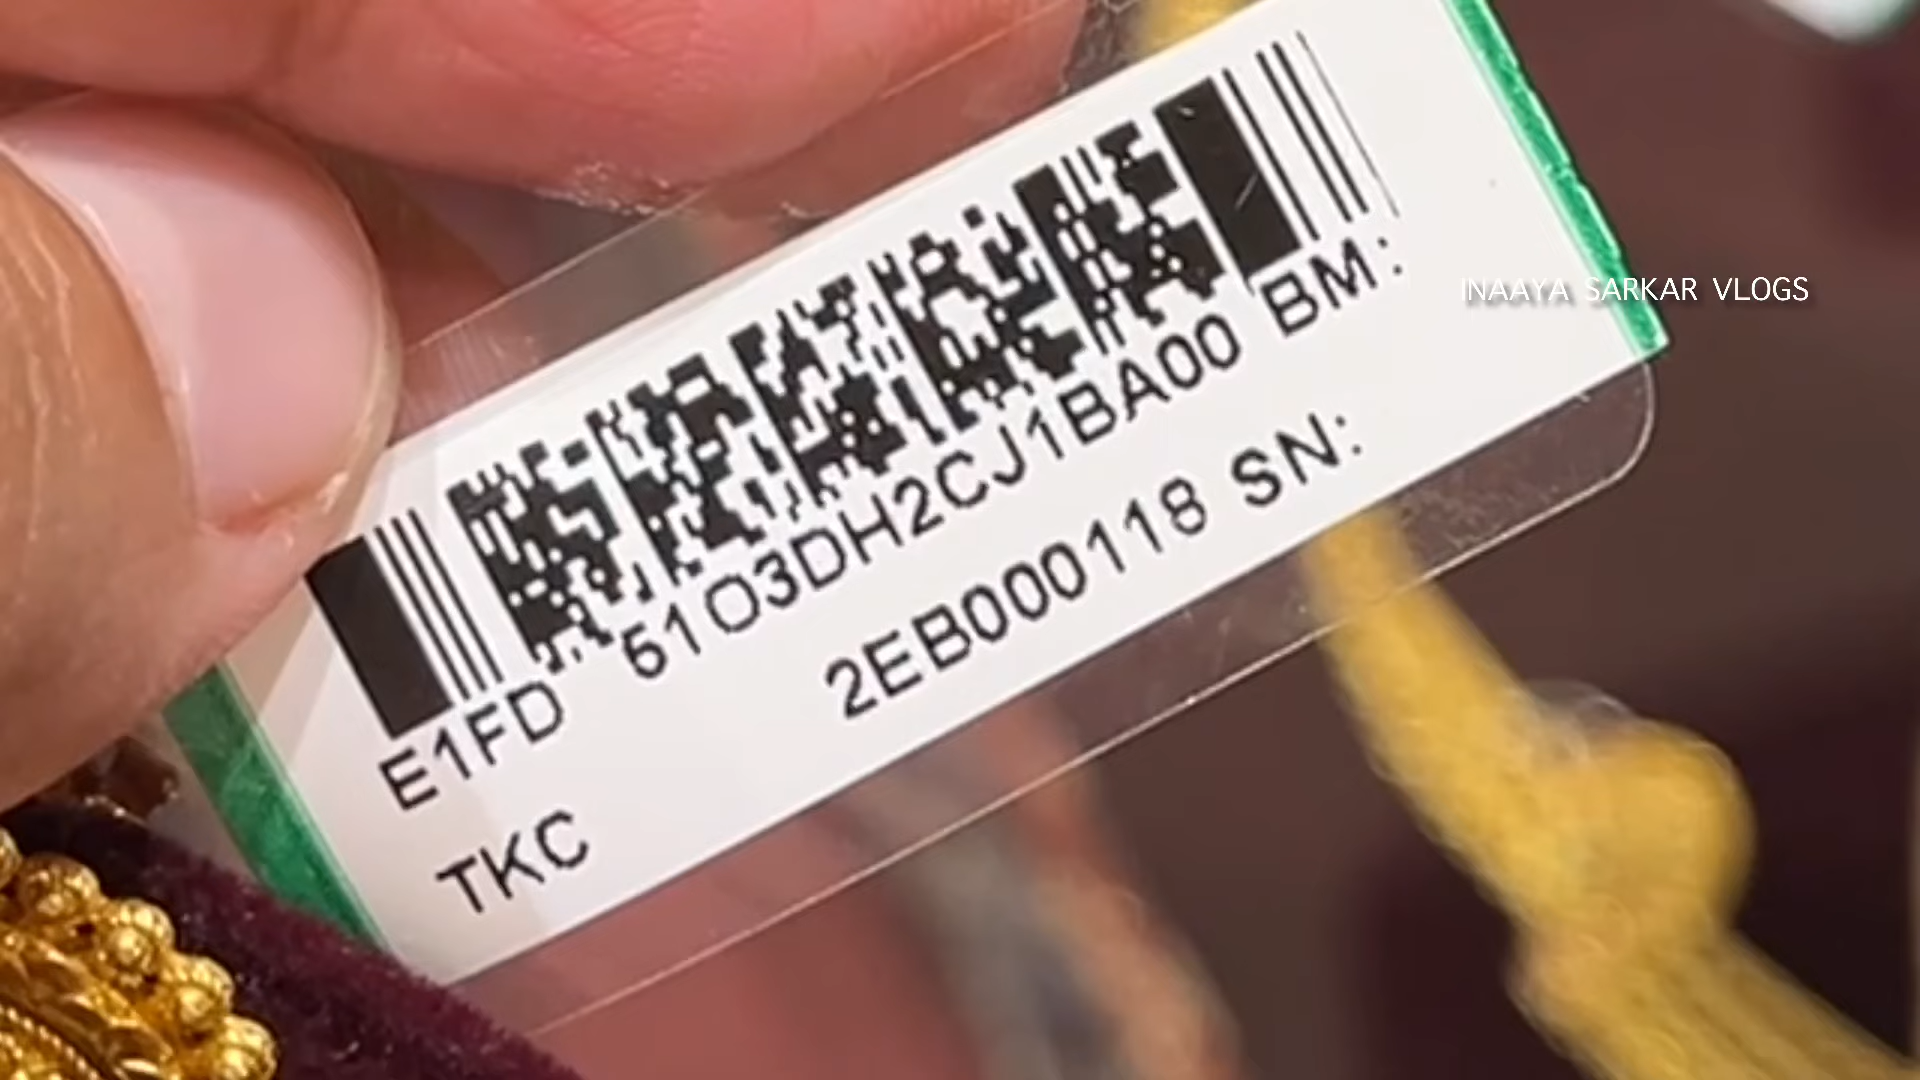 E1FD 51O3DH2CJ1BA00 BM:
TKC 2EB000118 SN:
INAAYA SARKAR VLOGS